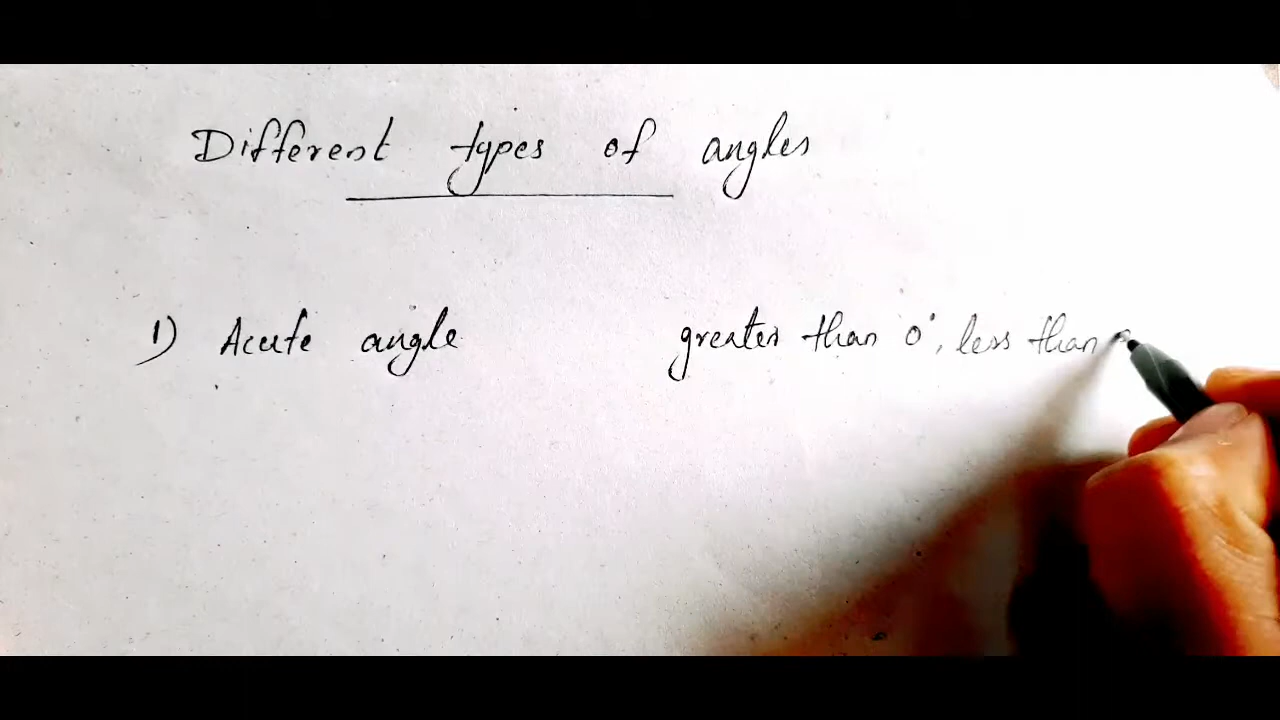 Different types of angles
1) Acute angle greater than 0°, less than